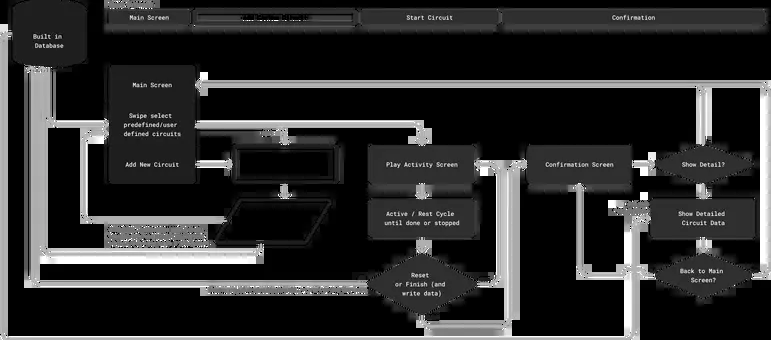 Built in
Database
Main Screen
Start Circuit
Confirmation
Main Screen
Swipe select
predefined/user
defined circuits
Add New Circuit
Play Activity Screen
Confirmation Screen
Show Detail?
Active / Rest Cycle
until done or stopped
Show Detailed
Circuit Data
Reset
or Finish (and
write data)
Back to Main
Screen?